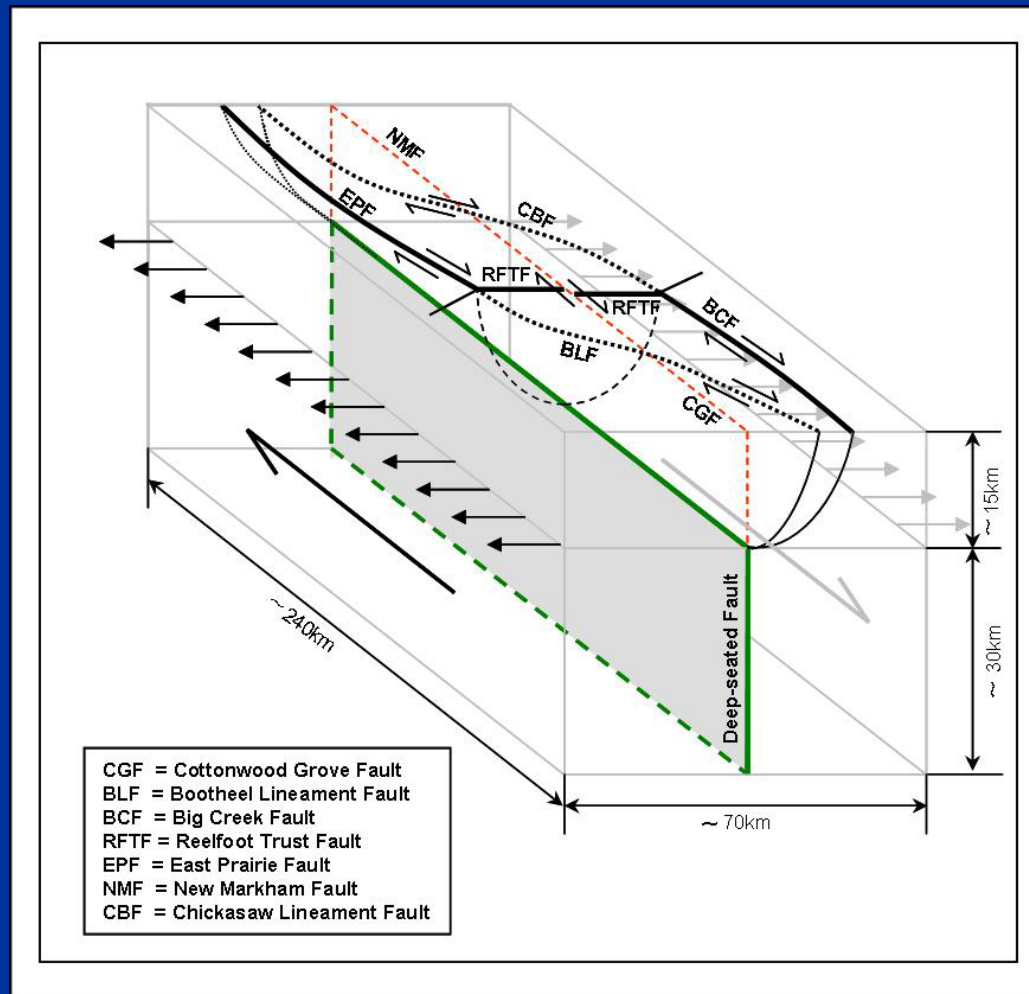 NMF
CBF
EPF
RFTF
RFTF
BCF
BLF
CGF
~ 15km
Deep-seated Fault
~ 30km
~ 240km
~ 70km
CGF = Cottonwood Grove Fault
BLF = Bootheel Lineament Fault
BCF = Big Creek Fault
RFTF = Reelfoot Trust Fault
EPF = East Prairie Fault
NMF = New Markham Fault
CBF = Chickasaw Lineament Fault